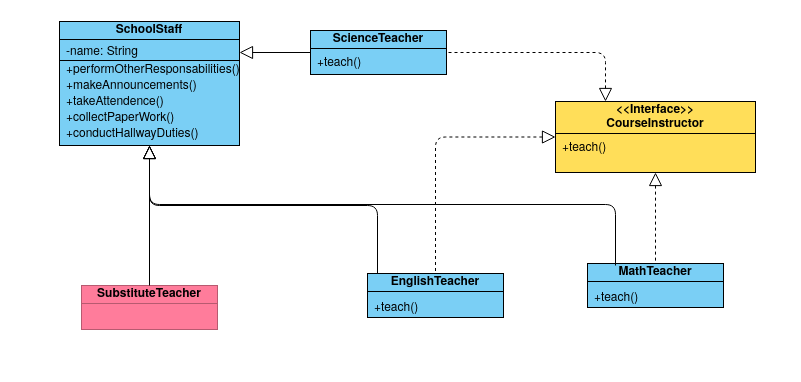 SchoolStaff
-name: String
+performOtherResponsabilities()
+makeAnnouncements()
+takeAttendence()
+collectPaperWork()
+conductHallwayDuties()
ScienceTeacher
+teach()
<<Interface>>
CourseInstructor
+teach()
SubstituteTeacher
EnglishTeacher
+teach()
MathTeacher
+teach()